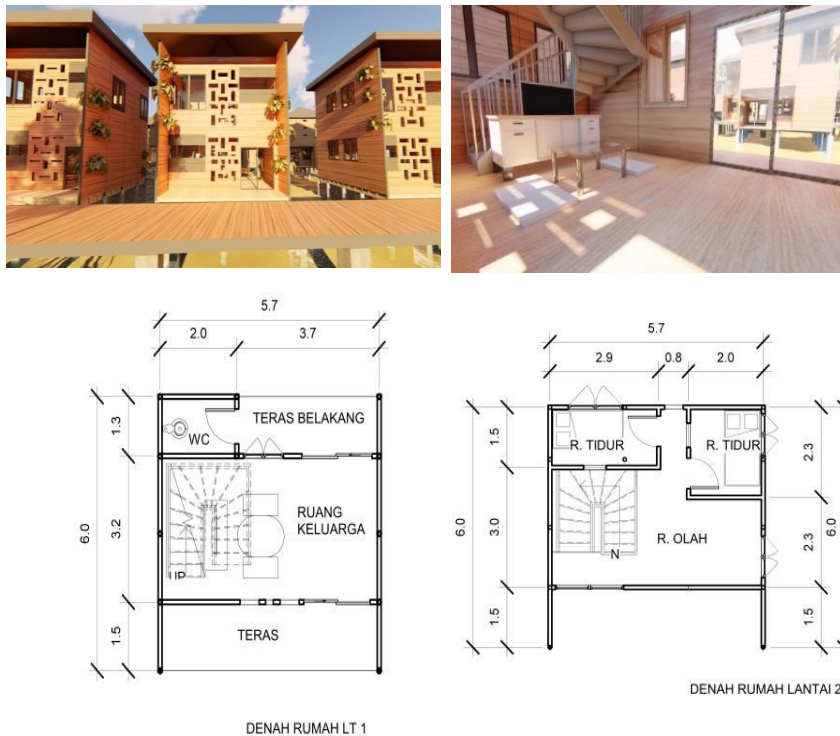 5.7
2.0
3.7
1.3
3.2
1.5
6.0
TERAS BELAKANG
WC
RUANG
KELUARGA
UP
TERAS
DENAH RUMAH LT 1
5.7
2.9
0.8
2.0
1.5
3.0
1.5
6.0
R. TIDUR
R. TIDUR
R. OLAH
N
2.3
2.3
1.5
6.0
DENAH RUMAH LANTAI 2